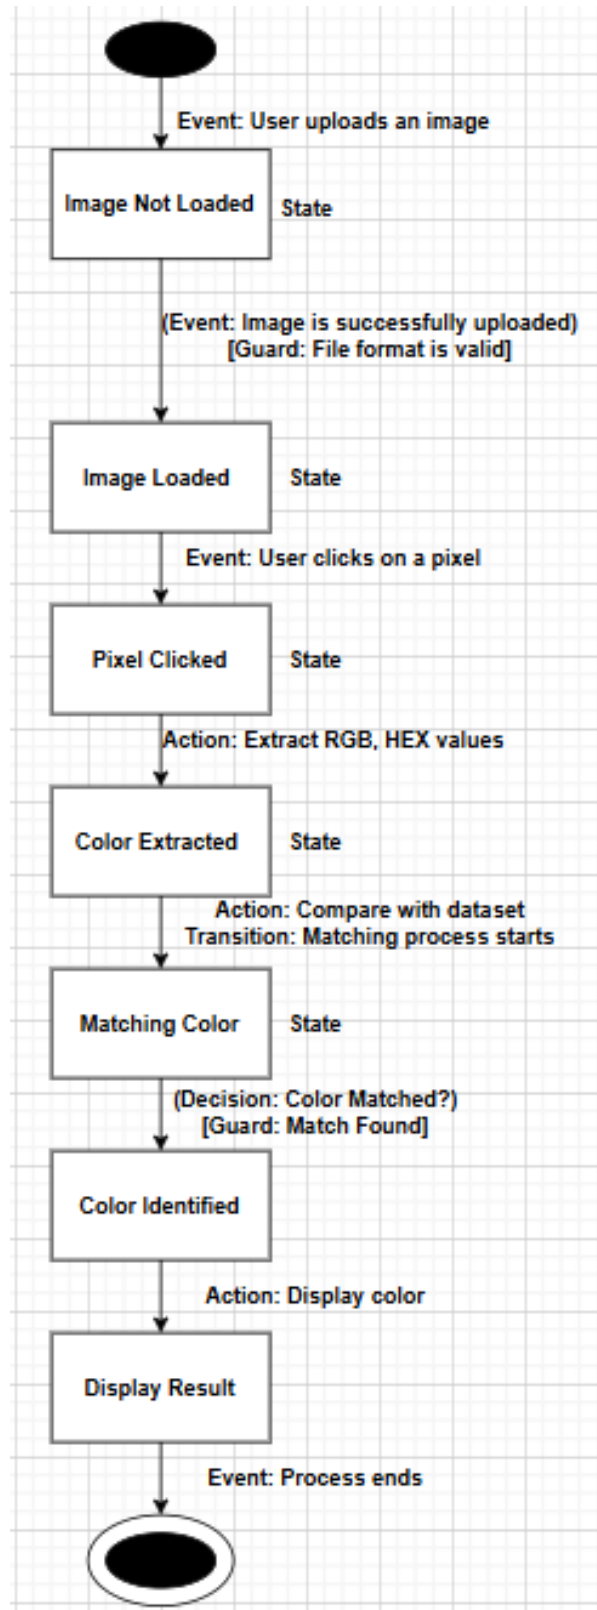 Event: User uploads an image
Image Not Loaded
State
(Event: Image is successfully uploaded)
[Guard: File format is valid]
Image Loaded
State
Event: User clicks on a pixel
Pixel Clicked
State
Action: Extract RGB, HEX values
Color Extracted
State
Action: Compare with dataset
Transition: Matching process starts
Matching Color
State
(Decision: Color Matched?)
[Guard: Match Found]
Color Identified
Action: Display color
Display Result
Event: Process ends